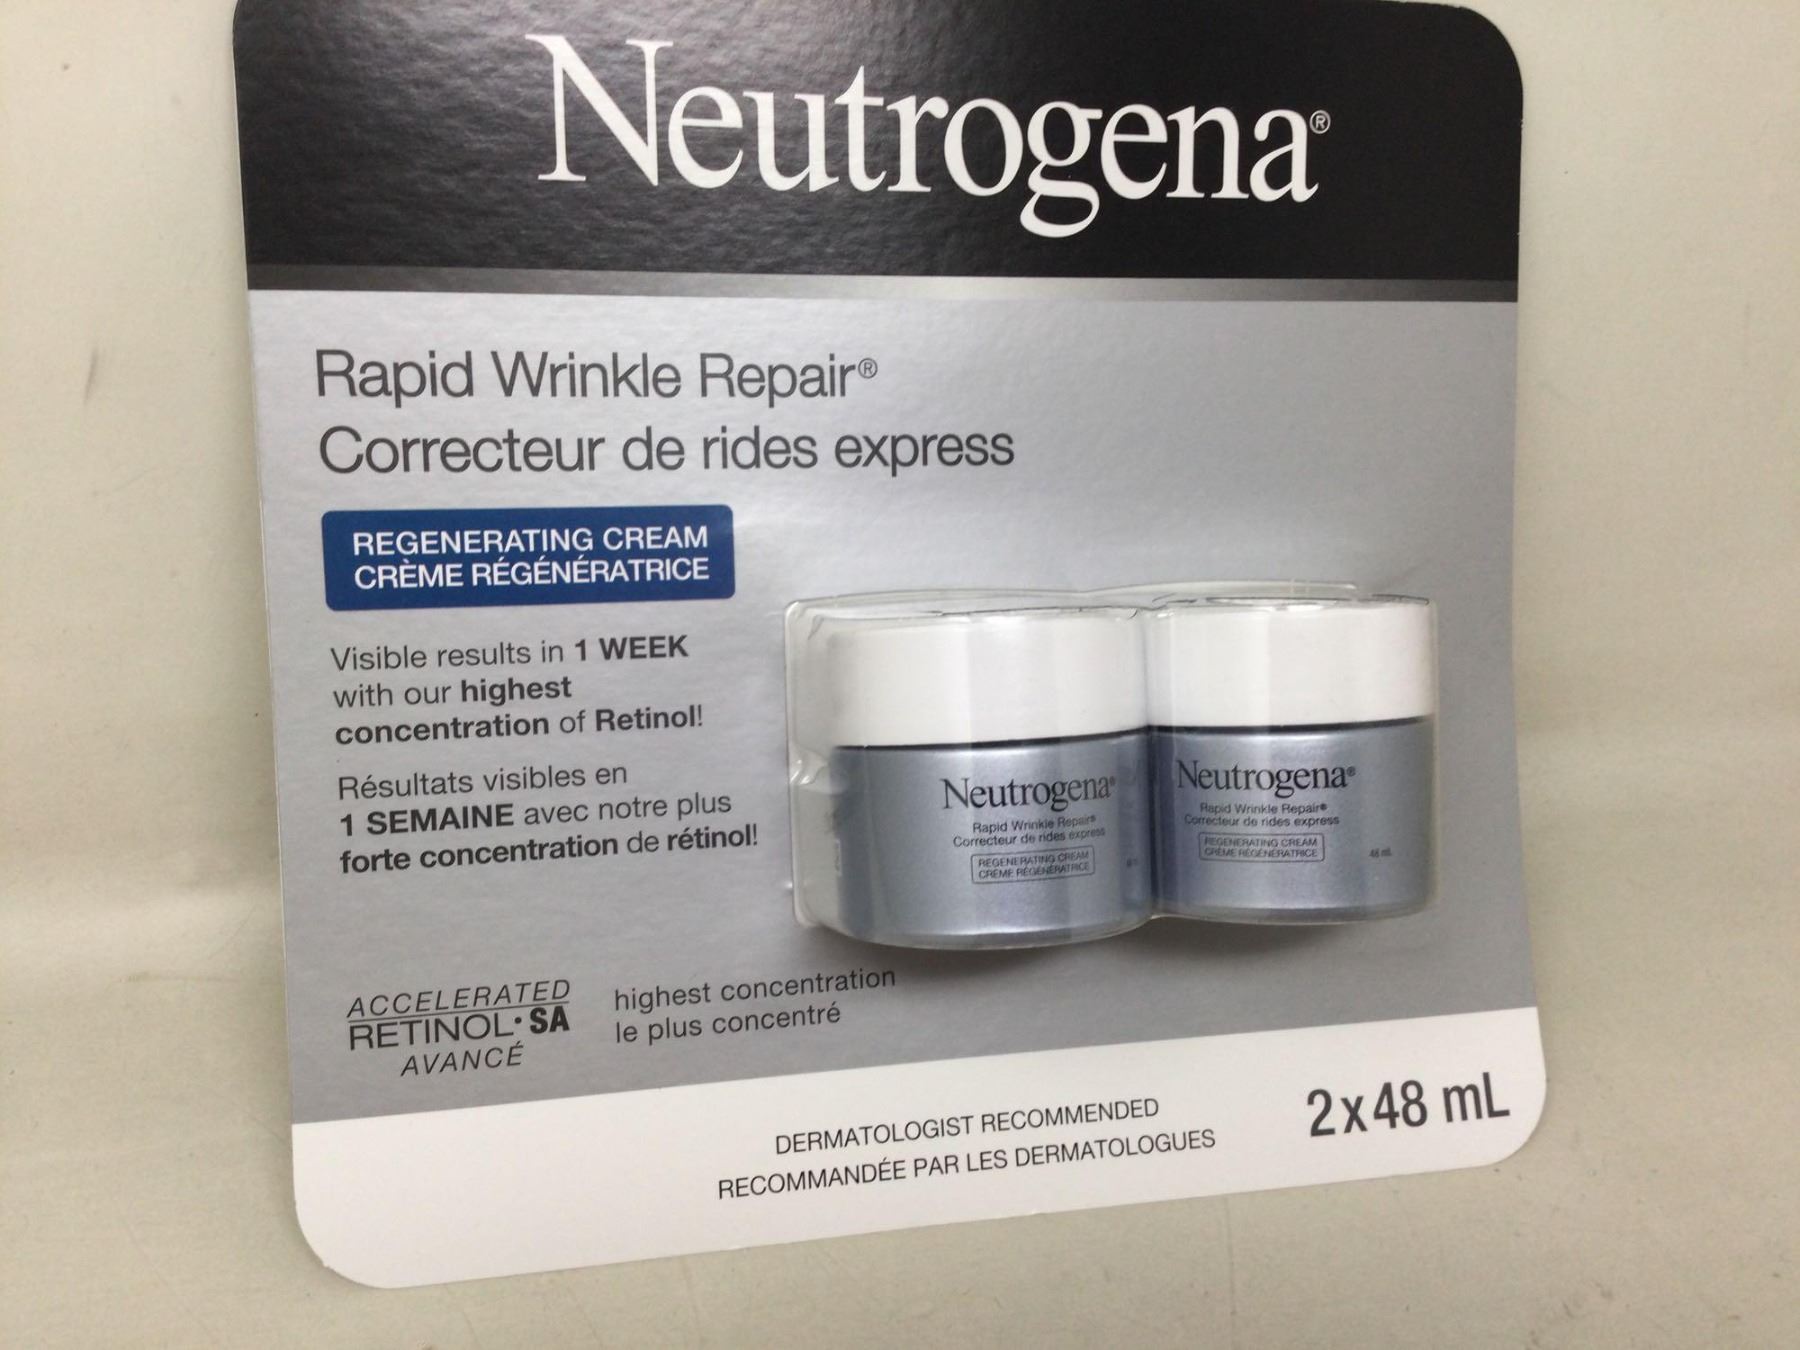 Neutrogena®
Rapid Wrinkle Repair®
Correcteur de rides express
REGENERATING CREAM
CRÈME RÉGÉNÉRATRICE
Visible results in 1 WEEK
with our highest
concentration of Retinol!
Résultats visibles en
1 SEMAINE avec notre plus
forte concentration de rétinol!
Neutrogena®
Rapid Wrinkle Repair®
Correcteur de rides express
REGENERATING CREAM
CRÈME RÉGÉNÉRATRICE
Neutrogena®
Rapid Wrinkle Repair®
Correcteur de rides express
REGENERATING CREAM
CRÈME RÉGÉNÉRATRICE
48 mL
ACCELERATED
RETINOL•SA
AVANCÉ
highest concentration
le plus concentré
DERMATOLOGIST RECOMMENDED
RECOMMANDÉE PAR LES DERMATOLOGUES
2x48 mL